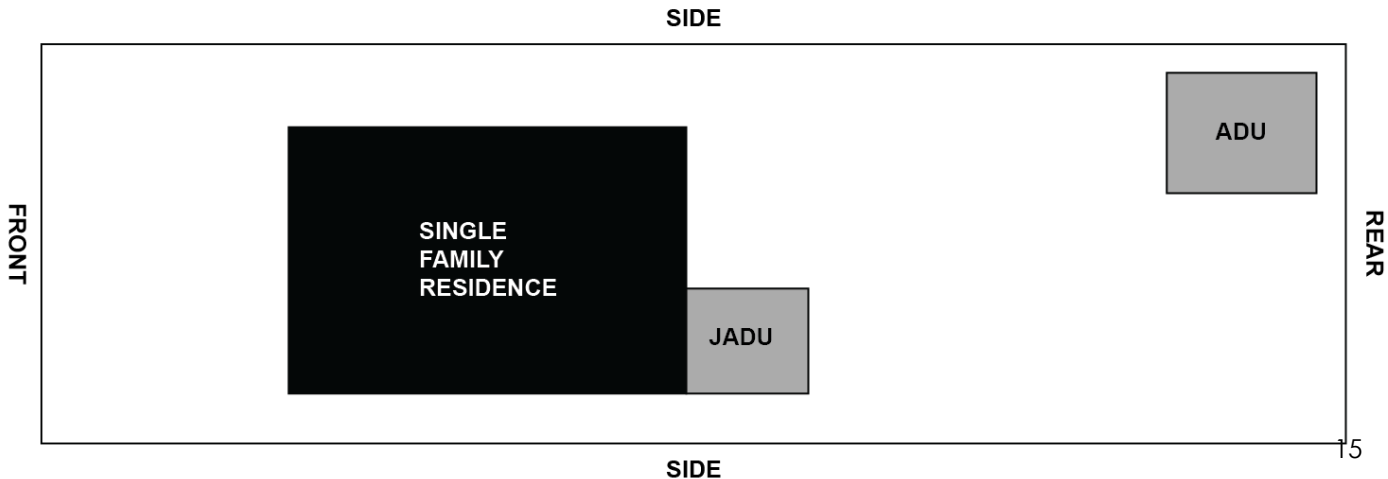 SIDE
ADU
FRONT
SINGLE
FAMILY
RESIDENCE
REAR
JADU
15
SIDE